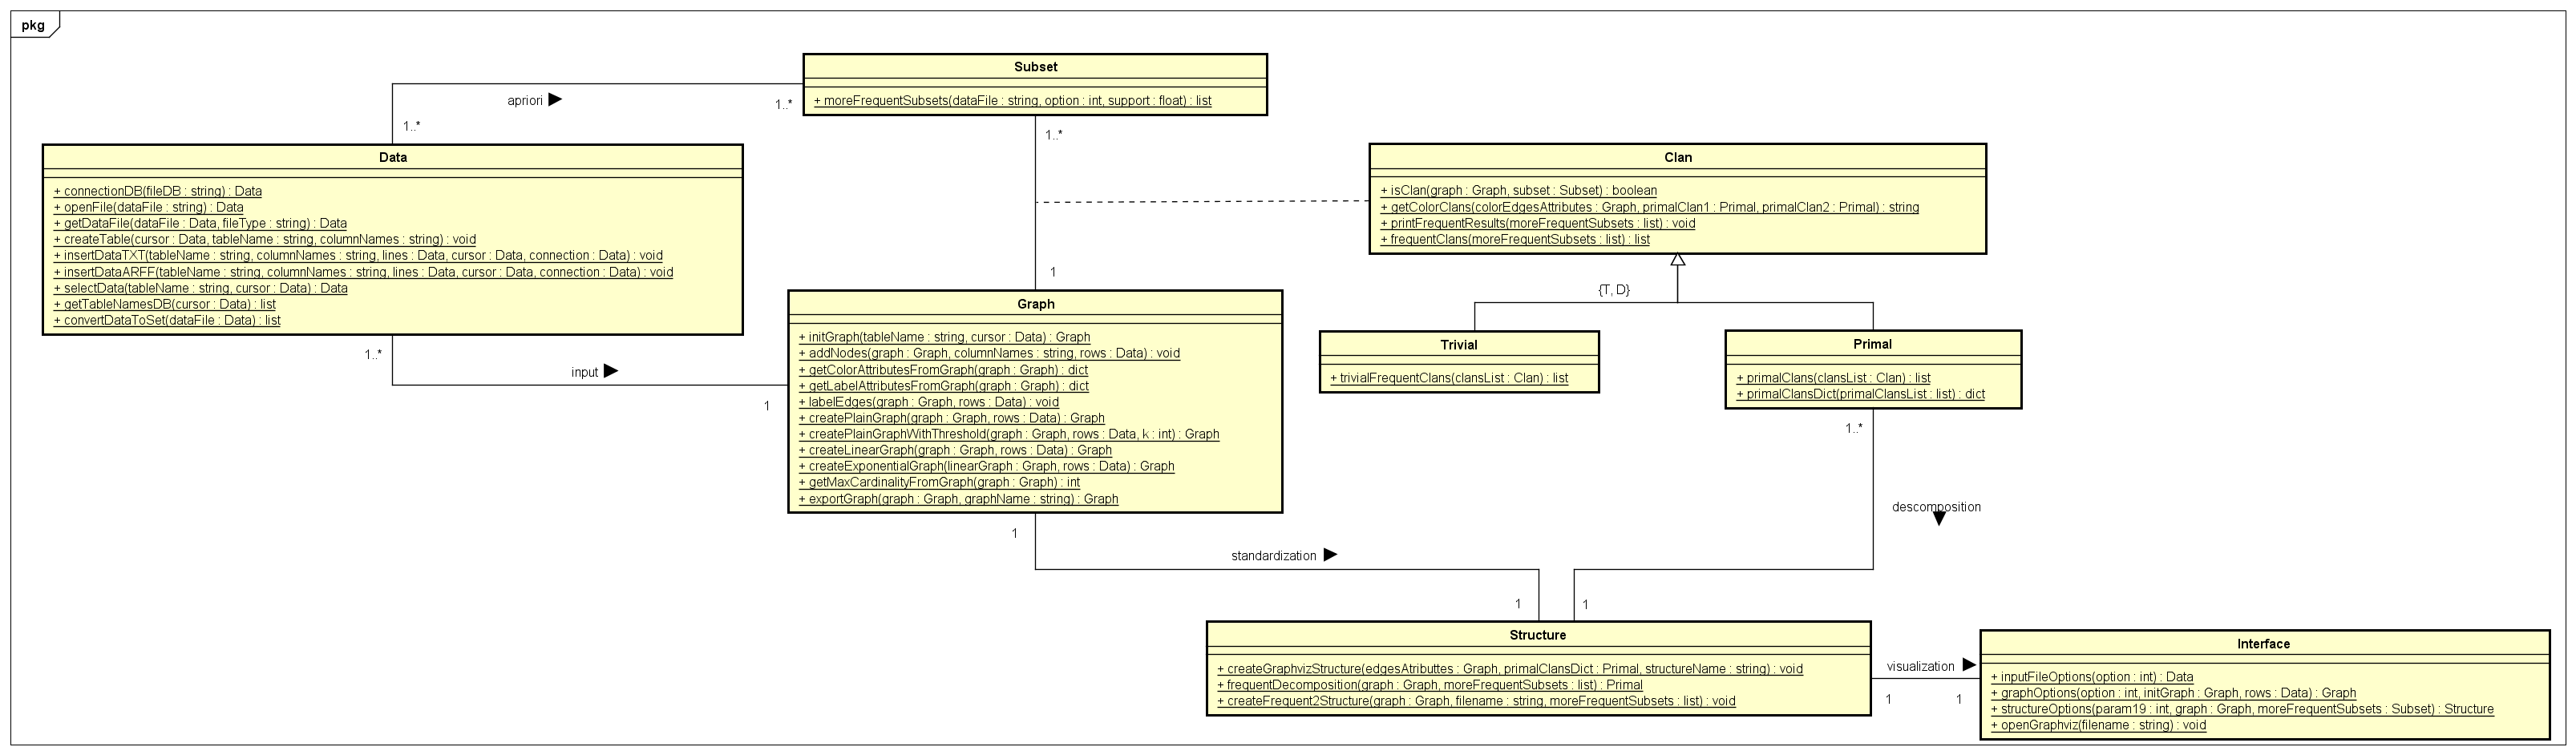 pkg
Subset
+ moreFrequentSubsets(dataFile : string, option : int, support : float) : list
apriori
1..*
1..*
1..*
Data
+ connectionDB(fileDB : string) : Data
+ openFile(dataFile : string) : Data
+ getDataFile(dataFile : Data, fileType : string) : Data
+ createTable(cursor : Data, tableName : string, columnNames : string) : void
+ insertDataTXT(tableName : string, columnNames : string, lines : Data, cursor : Data, connection : Data) : void
+ insertDataARFF(tableName : string, columnNames : string, lines : Data, cursor : Data, connection : Data) : void
+ selectData(tableName : string, cursor : Data) : Data
+ getTableNamesDB(cursor : Data) : list
+ convertDataToSet(dataFile : Data) : list
Clan
+ isClan(graph : Graph, subset : Subset) : boolean
+ getColorClans(colorEdgesAttributes : Graph, primalClan1 : Primal, primalClan2 : Primal) : string
+ printFrequentResults(moreFrequentSubsets : list) : void
+ frequentClans(moreFrequentSubsets : list) : list
{T, D}
1
1..*
input
1
Graph
+ initGraph(tableName : string, cursor : Data) : Graph
+ addNodes(graph : Graph, columnNames : string, rows : Data) : void
+ getColorAttributesFromGraph(graph : Graph) : dict
+ getLabelAttributesFromGraph(graph : Graph) : dict
+ labelEdges(graph : Graph, rows : Data) : void
+ createPlainGraph(graph : Graph, rows : Data) : Graph
+ createPlainGraphWithThreshold(graph : Graph, rows : Data, k : int) : Graph
+ createLinearGraph(graph : Graph, rows : Data) : Graph
+ createExponentialGraph(linearGraph : Graph, rows : Data) : Graph
+ getMaxCardinalityFromGraph(graph : Graph) : int
+ exportGraph(graph : Graph, graphName : string) : Graph
Trivial
+ trivialFrequentClans(clansList : Clan) : list
Primal
+ primalClans(clansList : Clan) : list
+ primalClansDict(primalClansList : list) : dict
1..*
descomposition
1
standardization
1
1
Structure
+ createGraphvizStructure(edgesAtributtes : Graph, primalClansDict : Primal, structureName : string) : void
+ frequentDecomposition(graph : Graph, moreFrequentSubsets : list) : Primal
+ createFrequent2Structure(graph : Graph, filename : string, moreFrequentSubsets : list) : void
visualization
1
1
Interface
+ inputFileOptions(option : int) : Data
+ graphOptions(option : int, initGraph : Graph, rows : Data) : Graph
+ structureOptions(param19 : int, graph : Graph, moreFrequentSubsets : Subset) : Structure
+ openGraphviz(filename : string) : void